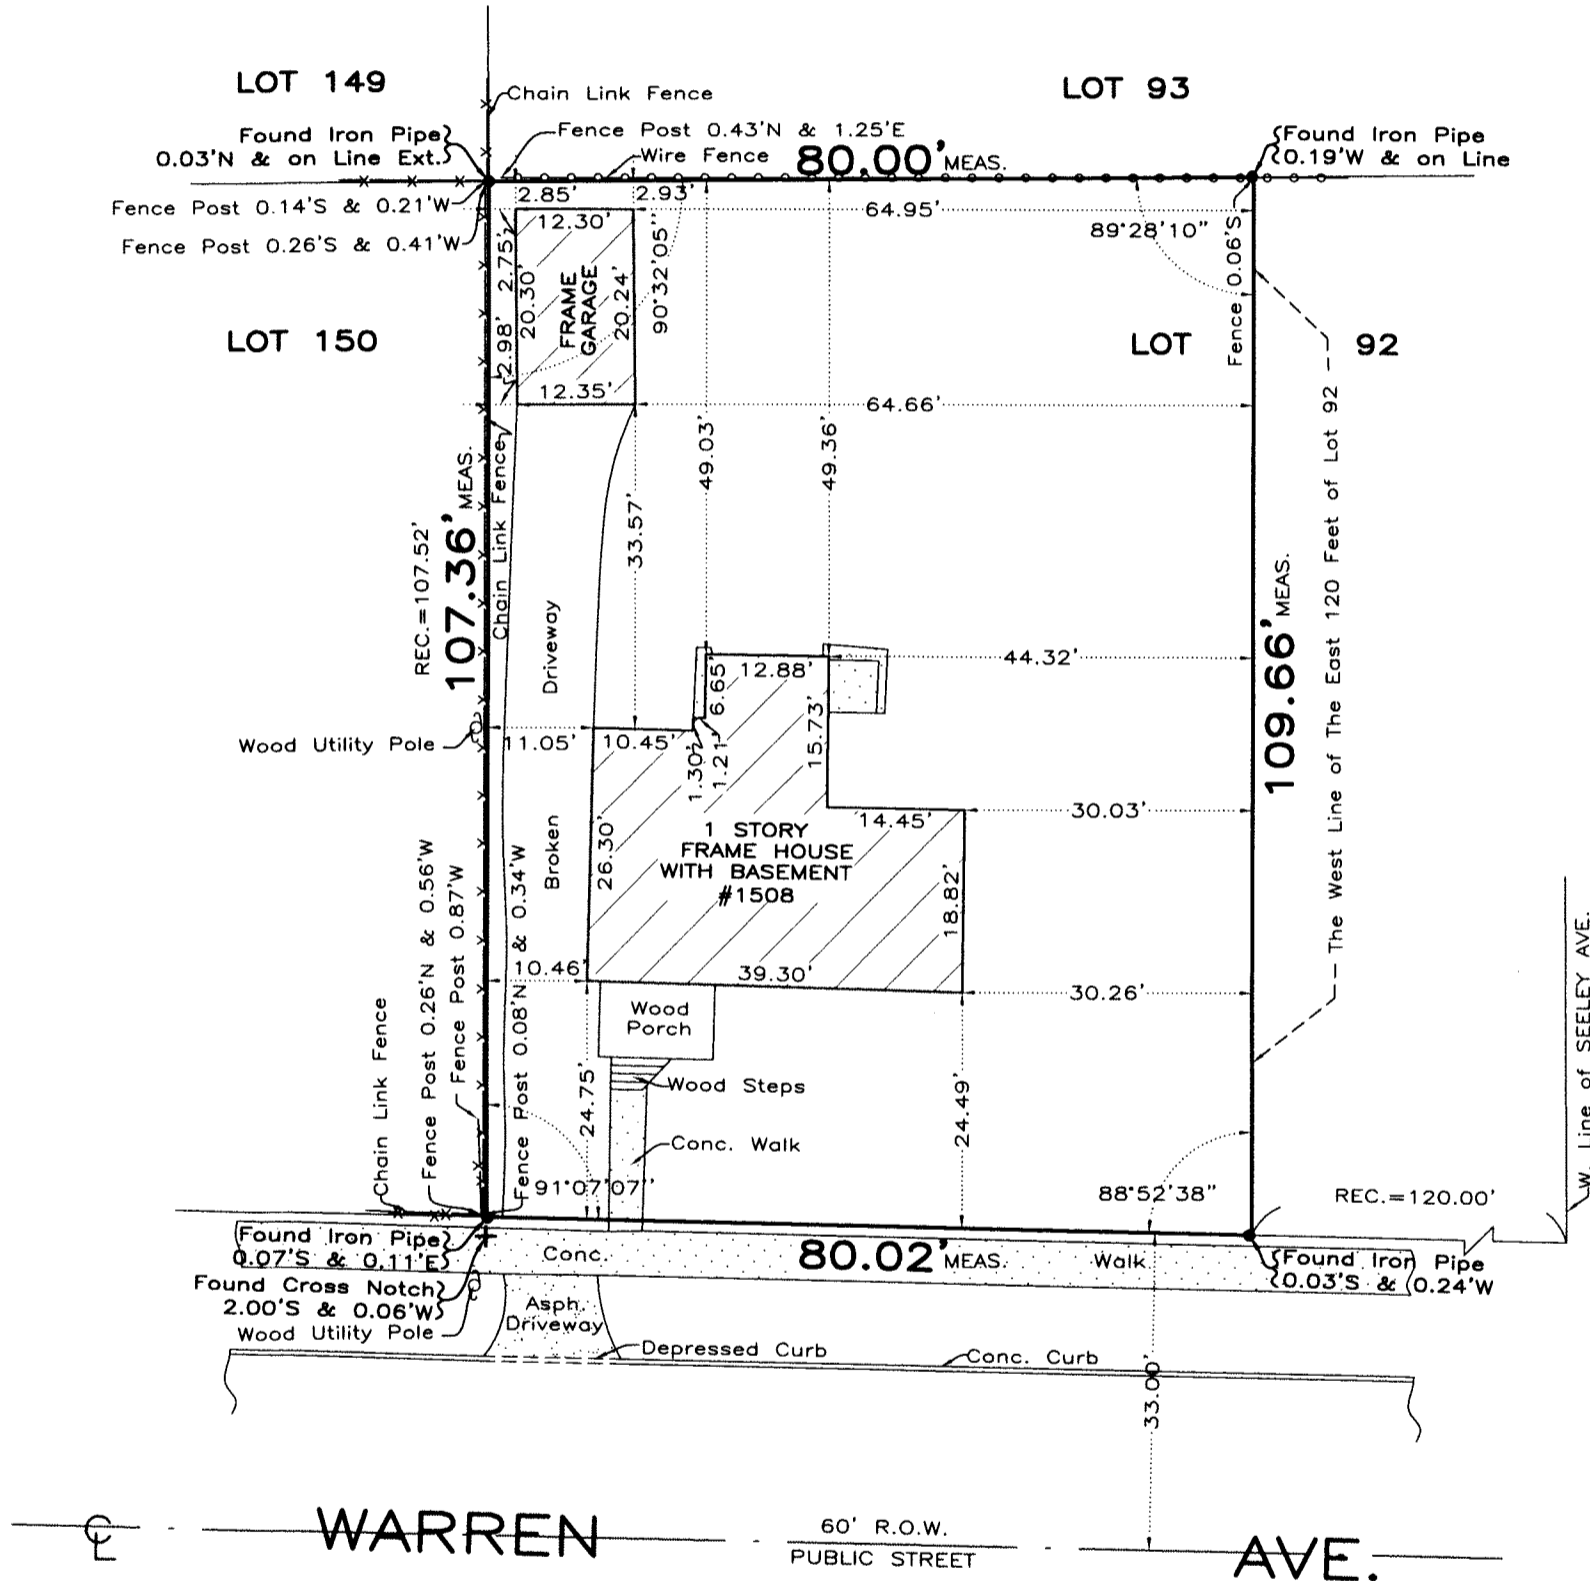 LOT 149
LOT 93
Chain Link Fence
Found Iron Pipe
0.03'N & on Line Ext.
Fence Post 0.43'N & 1.25'E
Wire Fence
80.00' MEAS.
Found Iron Pipe
0.19'W & on Line
Fence Post 0.14'S & 0.21'W
Fence Post 0.26'S & 0.41'W
2.85'
2.93'
64.95'
12.30'
89°28'10"
2.75'
20.30'
FRAME
GARAGE
20.24'
90°32'05"
Fence 0.06'S
2.98'
LOT 150
LOT 92
12.35'
64.66'
Chain Link Fence
49.03'
49.36'
33.57'
REC.=107.52'
107.36' MEAS.
109.66' MEAS.
The West Line of The East 120 Feet of Lot 92
Broken Driveway
12.88'
44.32'
6.65'
15.73'
Wood Utility Pole
11.05'
10.45'
1.30'
1.21'
14.45'
30.03'
26.30'
1 STORY
FRAME HOUSE
WITH BASEMENT
#1508
18.82'
10.46'
39.30'
30.26'
Chain Link Fence
Fence Post 0.26'N & 0.56'W
Fence Post 0.87'W
Fence Post 0.08'N & 0.34'W
Wood
Porch
24.75'
Wood Steps
24.49'
Conc. Walk
W. Line of SEELEY AVE.
91°07'07"
88°52'38"
REC.=120.00'
Found Iron Pipe
0.07'S & 0.11'E
Conc.
80.02' MEAS.
Walk
Found Iron Pipe
0.03'S & 0.24'W
Found Cross Notch
2.00'S & 0.06'W
Wood Utility Pole
Asph.
Driveway
Depressed Curb
Conc. Curb
33.00'
CL
WARREN AVE.
60' R.O.W.
PUBLIC STREET